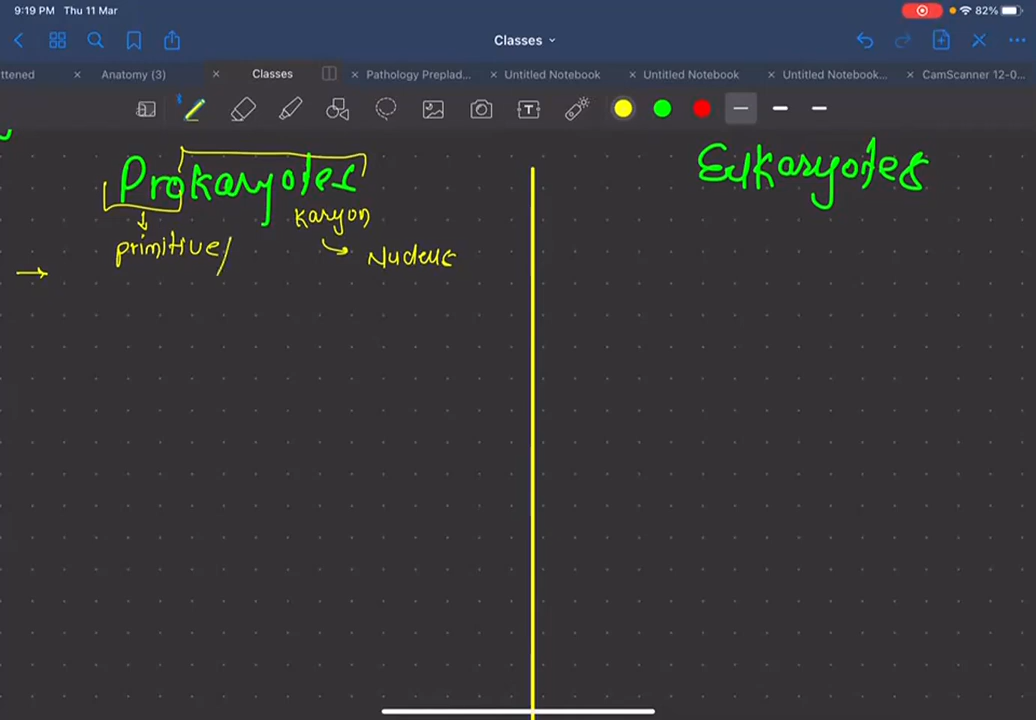 9:19 PM Thu 11 Mar
82%
Classes
ttened
Anatomy (3)
Classes
Pathology Preplad...
Untitled Notebook
Untitled Notebook
Untitled Notebook...
CamScanner 12-0...
Prokaryotes
Eukaryotes
karyon
primitive/
Nucleus